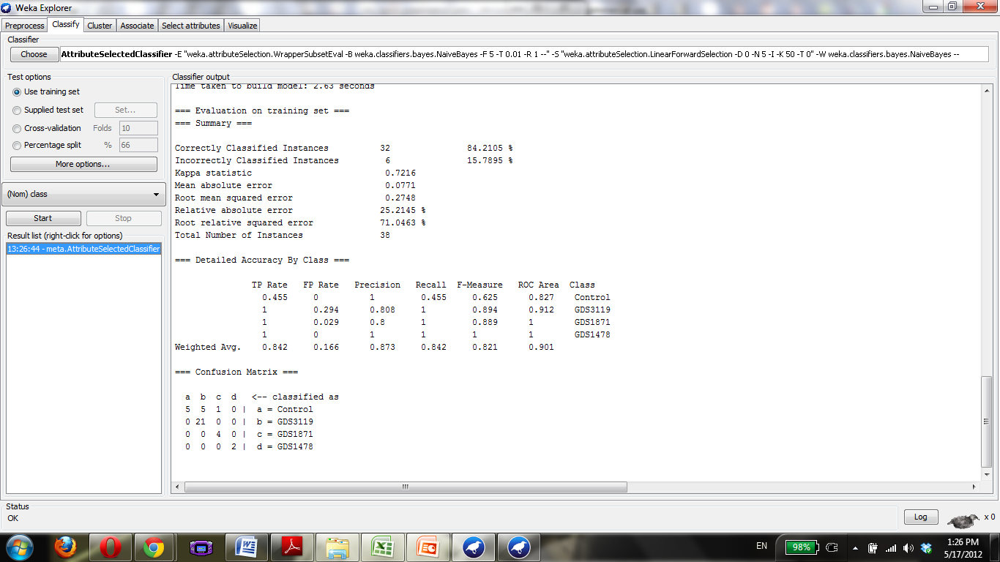 Weka Explorer
Preprocess Classify Cluster Associate Select attributes Visualize
Classifier
Choose AttributeSelectedClassifier -E "weka.attributeSelection.WrapperSubsetEval -B weka.classifiers.bayes.NaiveBayes -F 5 -T 0.01 -R 1 --" -S "weka.attributeSelection.LinearForwardSelection -D 0 -N 5 -I -K 50 -T 0" -W weka.classifiers.bayes.NaiveBayes --
Test options
Use training set
Supplied test set Set...
Cross-validation Folds 10
Percentage split % 66
More options...
(Nom) class
Start Stop
Result list (right-click for options)
13:26:44 - meta.AttributeSelectedClassifier
Classifier output
Time taken to build model: 2.63 seconds
=== Evaluation on training set ===
=== Summary ===
Correctly Classified Instances 32 84.2105 %
Incorrectly Classified Instances 6 15.7895 %
Kappa statistic 0.7216
Mean absolute error 0.0771
Root mean squared error 0.2748
Relative absolute error 25.2145 %
Root relative squared error 71.0463 %
Total Number of Instances 38
=== Detailed Accuracy By Class ===
TP Rate FP Rate Precision Recall F-Measure ROC Area Class
0.455 0 1 0.455 0.625 0.827 Control
1 0.294 0.808 1 0.894 0.912 GDS3119
1 0.029 0.8 1 0.889 1 GDS1871
1 0 1 1 1 1 GDS1478
Weighted Avg. 0.842 0.166 0.873 0.842 0.821 0.901
=== Confusion Matrix ===
a b c d <-- classified as
5 5 1 0 | a = Control
0 21 0 0 | b = GDS3119
0 0 4 0 | c = GDS1871
0 0 0 2 | d = GDS1478
Status
OK
Log x 0
EN 98% 1:26 PM
5/17/2012